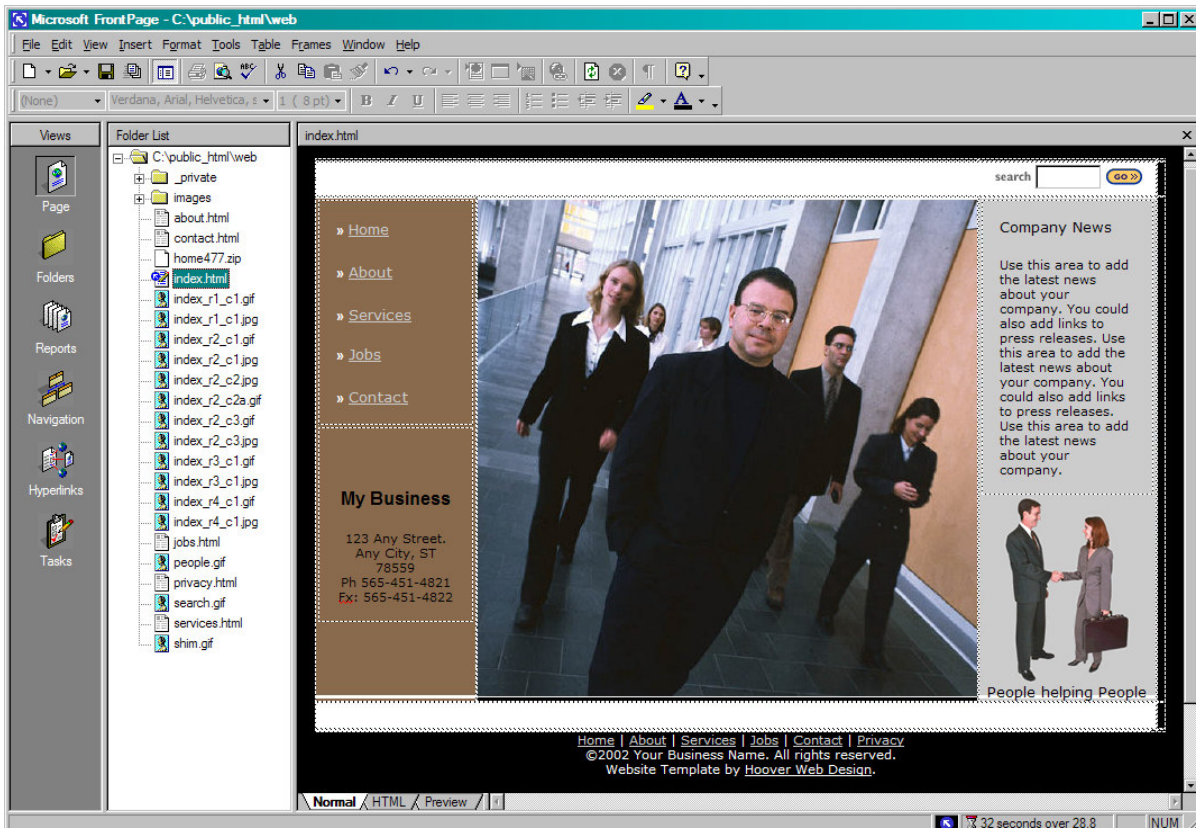 Microsoft FrontPage - C:\public_html\web
File Edit View Insert Format Tools Table Frames Window Help
(None) Verdana, Arial, Helvetica, s 1 ( 8 pt) B I U A
Views
Page
Folders
Reports
Navigation
Hyperlinks
Tasks
Folder List
C:\public_html\web
_private
images
about.html
contact.html
home477.zip
index.html
index_r1_c1.gif
index_r1_c1.jpg
index_r2_c1.gif
index_r2_c1.jpg
index_r2_c2.jpg
index_r2_c2a.gif
index_r2_c3.gif
index_r2_c3.jpg
index_r3_c1.gif
index_r3_c1.jpg
index_r4_c1.gif
index_r4_c1.jpg
jobs.html
people.gif
privacy.html
search.gif
services.html
shim.gif
index.html
search GO »
» Home
» About
» Services
» Jobs
» Contact
My Business
123 Any Street.
Any City, ST
78559
Ph 565-451-4821
Fx: 565-451-4822
Company News
Use this area to add
the latest news
about your
company. You could
also add links to
press releases. Use
this area to add the
latest news about
your company. You
could also add links
to press releases.
Use this area to add
the latest news
about your
company.
People helping People
Home | About | Services | Jobs | Contact | Privacy
©2002 Your Business Name. All rights reserved.
Website Template by Hoover Web Design.
Normal HTML Preview
32 seconds over 28.8 NUM